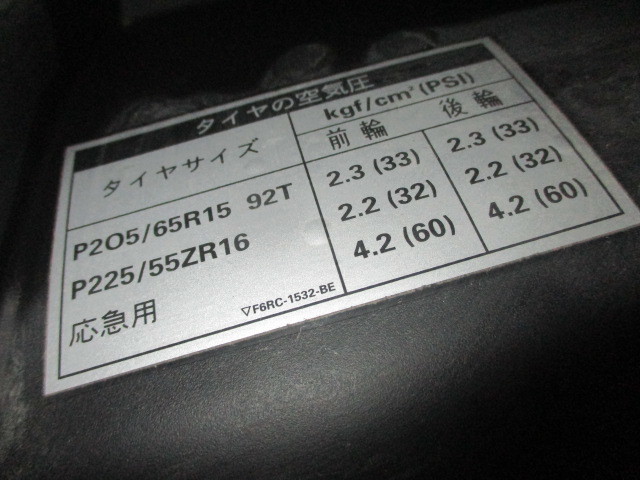 タイヤの空気圧
タイヤサイズ kgf/cm² (PSI)
前輪 後輪
P205/65R15 92T 2.3 (33) 2.3 (33)
P225/55ZR16 2.2 (32) 2.2 (32)
応急用 4.2 (60) 4.2 (60)
▽F6RC-1532-BE